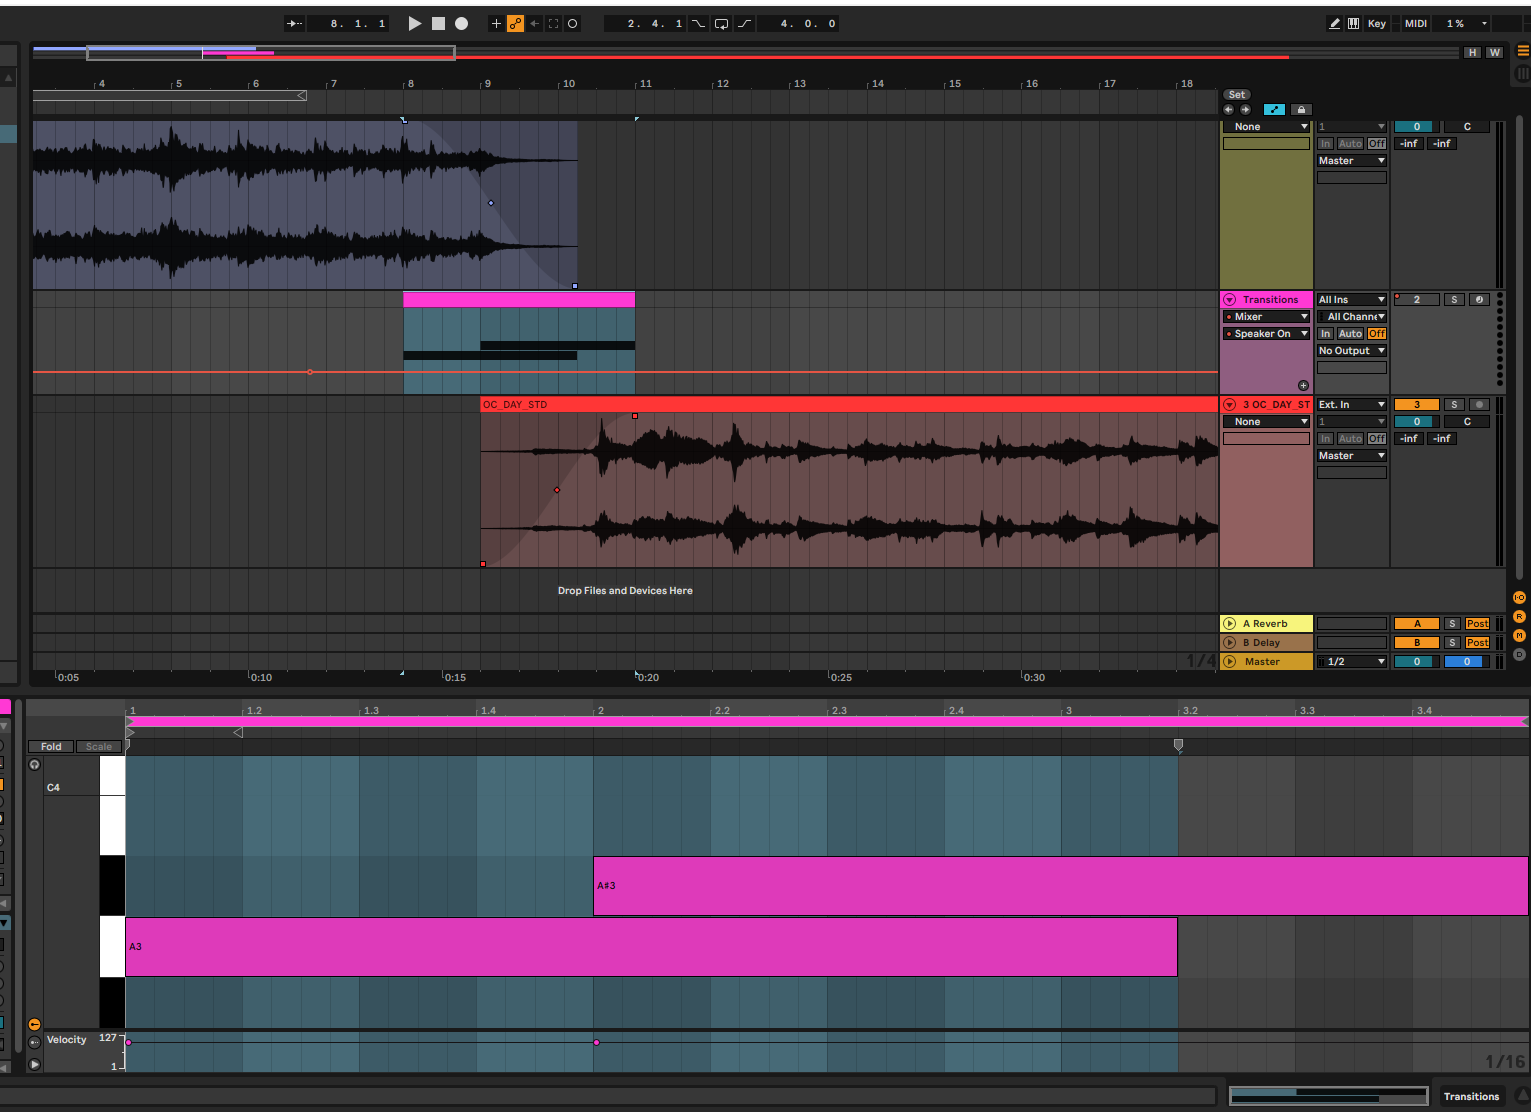 8. 1. 1
2. 4. 1
4. 0. 0
Key
MIDI
1 %
H
W
4
5
6
7
8
9
10
11
12
13
14
15
16
17
18
Set
None
1
0
C
In
Auto
Off
-inf
-inf
Master
Transitions
All Ins
2
S
Mixer
All Channe
Speaker On
In
Auto
Off
No Output
OC_DAY_STD
3 OC_DAY_ST
Ext. In
3
S
None
1
0
C
In
Auto
Off
-inf
-inf
Master
Drop Files and Devices Here
I·O
R
M
D
A Reverb
A
S
Post
B Delay
B
S
Post
1/4
Master
1/2
0
0
0:05
0:10
0:15
0:20
0:25
0:30
1
1.2
1.3
1.4
2
2.2
2.3
2.4
3
3.2
3.3
3.4
Fold
Scale
C4
A#3
A3
Velocity
127
1
1/16
Transitions